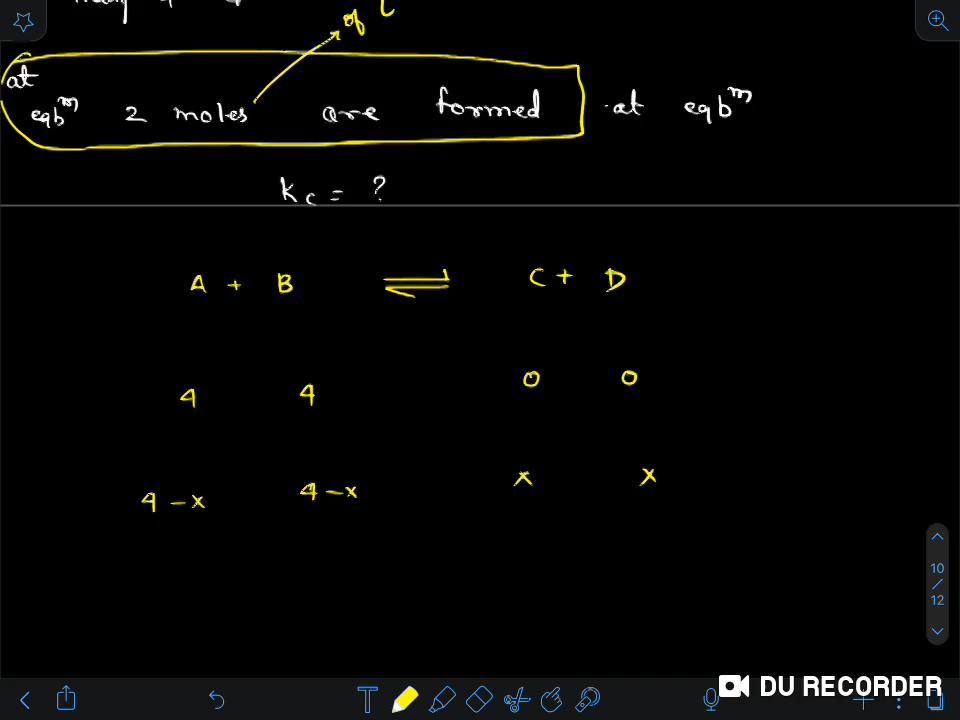 of C
at
eqbm 2 moles are formed at eqbm
Kc = ?
A + B ⇌ C + D
4 4 0 0
4 - x 4 - x x x
10
/
12
T
DU RECORDER